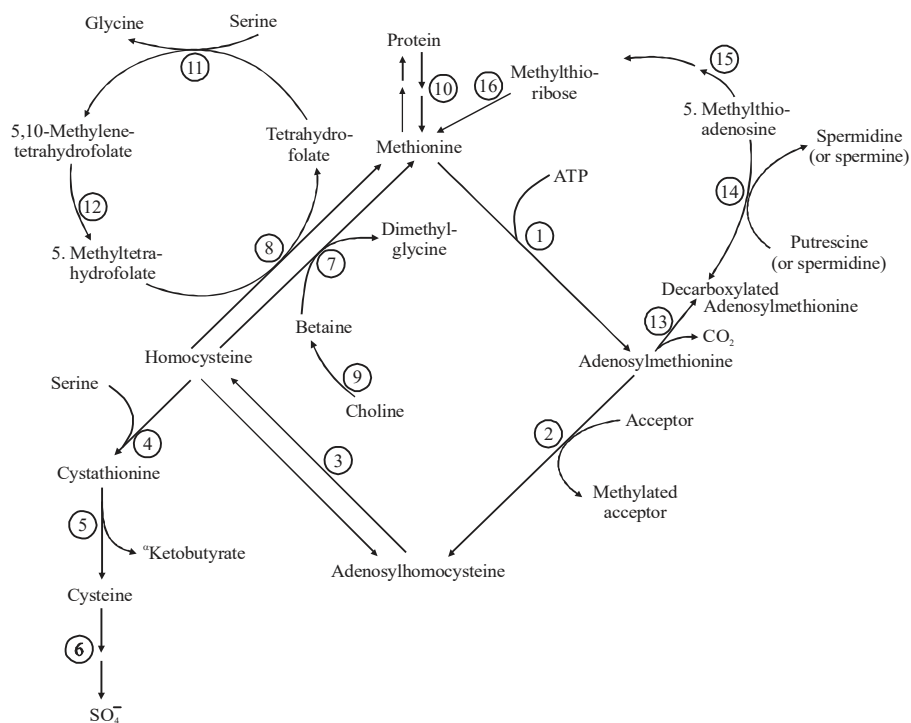 Glycine
Serine
11
Protein
10
16
Methylthio-
ribose
15
5. Methylthio-
adenosine
5,10-Methylene-
tetrahydrofolate
Tetrahydro-
folate
Methionine
Spermidine
(or spermine)
12
ATP
14
5. Methyltetra-
hydrofolate
8
7
Dimethyl-
glycine
1
Putrescine
(or spermidine)
Decarboxylated
Adenosylmethionine
Betaine
13
CO2
Homocysteine
Adenosylmethionine
Serine
9
Choline
4
3
2
Acceptor
Cystathionine
Methylated
acceptor
5
αKetobutyrate
Adenosylhomocysteine
Cysteine
6
SO4−